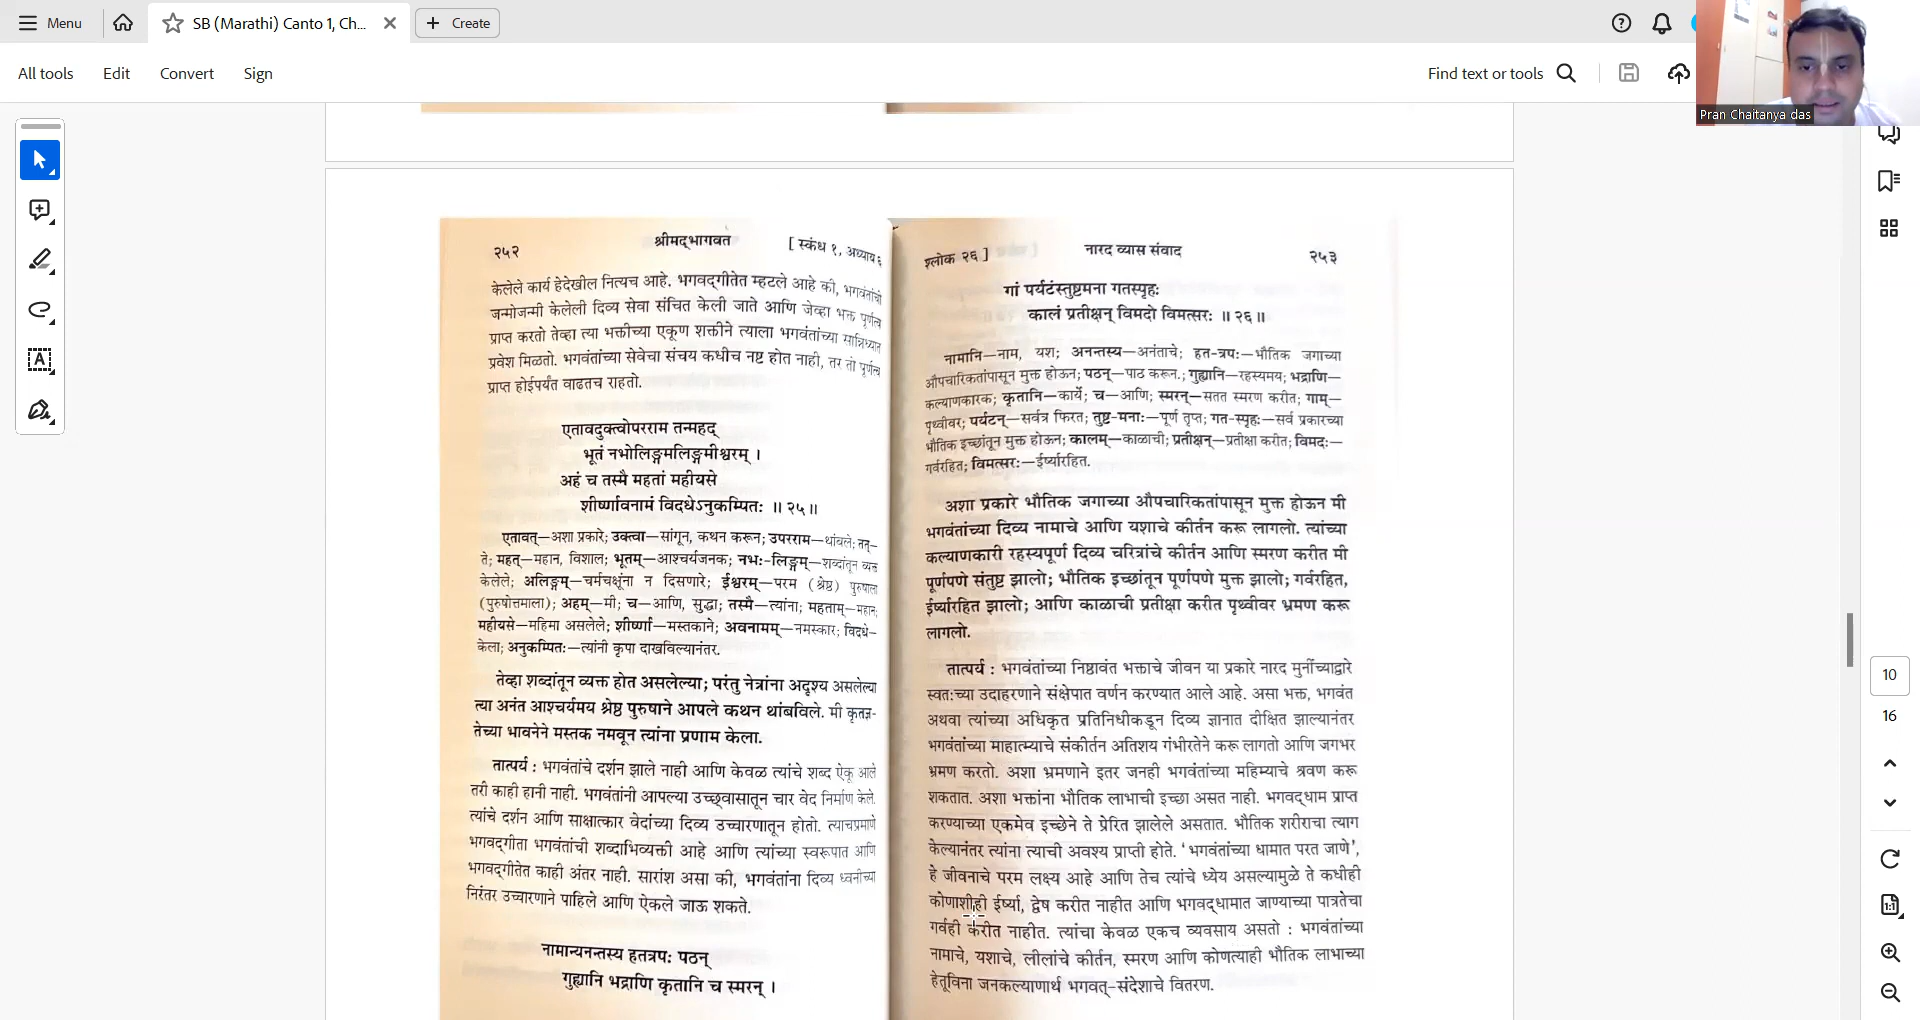 Menu
SB (Marathi) Canto 1, Ch...
Create
All tools
Edit
Convert
Sign
Find text or tools
Pran Chaitanya das
२५२
श्रीमद्भागवत
[ स्कंध १, अध्याय ६
केलेले कार्य हेदेखील नित्यच आहे. भगवद्गीतेत म्हटले आहे की, भगवंतांची
जन्मोजन्मी केलेली दिव्य सेवा संचित केली जाते आणि जेव्हा भक्त पूर्णत्व
प्राप्त करतो तेव्हा त्या भक्तीच्या एकूण शक्तीने त्याला भगवंतांच्या सान्निध्यात
प्रवेश मिळतो. भगवंतांच्या सेवेचा संचय कधीच नष्ट होत नाही, तर तो पूर्णत्व
प्राप्त होईपर्यंत वाढतच राहतो.
एतावदुक्त्वोपरराम तन्महद्
भूतं नभोलिङ्गमलिङ्गमीश्वरम् ।
अहं च तस्मै महतां महीयसे
शीर्ष्णावनामं विदधेऽनुकम्पितः ॥ २५॥
एतावत्—अशा प्रकारे; उक्त्वा—सांगून, कथन करून; उपरराम—थांबले; तत्—
ते; महत्—महान, विशाल; भूतम्—आश्चर्यजनक; नभः-लिङ्गम्—शब्दांतून व्यक्त
केलेले; अलिङ्गम्—चर्मचक्षूंना न दिसणारे; ईश्वरम्—परम (श्रेष्ठ) पुरुषाला
(पुरुषोत्तमाला); अहम्—मी; च—आणि, सुद्धा; तस्मै—त्यांना; महताम्—महान;
महीयसे—महिमा असलेले; शीर्ष्णा—मस्तकाने; अवनामम्—नमस्कार; विदधे—
केला; अनुकम्पितः—त्यांनी कृपा दाखविल्यानंतर.
तेव्हा शब्दांतून व्यक्त होत असलेल्या; परंतु नेत्रांना अदृश्य असलेल्या
त्या अनंत आश्चर्यमय श्रेष्ठ पुरुषाने आपले कथन थांबविले. मी कृतज्ञ-
तेच्या भावनेने मस्तक नमवून त्यांना प्रणाम केला.
तात्पर्य : भगवंतांचे दर्शन झाले नाही आणि केवळ त्यांचे शब्द ऐकू आले
तरी काही हानी नाही. भगवंतांनी आपल्या उच्छ्वासातून चार वेद निर्माण केले.
त्यांचे दर्शन आणि साक्षात्कार वेदांच्या दिव्य उच्चारणातून होतो. त्याचप्रमाणे
भगवद्गीता भगवंतांची शब्दाभिव्यक्ती आहे आणि त्यांच्या स्वरूपात आणि
भगवद्गीतेत काही अंतर नाही. सारांश असा की, भगवंतांना दिव्य ध्वनीच्या
निरंतर उच्चारणाने पाहिले आणि ऐकले जाऊ शकते.
नामान्यनन्तस्य हतत्रपः पठन्
गुह्यानि भद्राणि कृतानि च स्मरन् ।
श्लोक २६ ]
नारद व्यास संवाद
२५३
गां पर्यटंस्तुष्टमना गतस्पृहः
कालं प्रतीक्षन् विमदो विमत्सरः ॥ २६॥
नामानि—नाम, यश; अनन्तस्य—अनंताचे; हत-त्रपः—भौतिक जगाच्या
औपचारिकतांपासून मुक्त होऊन; पठन्—पाठ करून.; गुह्यानि—रहस्यमय; भद्राणि—
कल्याणकारक; कृतानि—कार्ये; च—आणि; स्मरन्—सतत स्मरण करीत; गाम्—
पृथ्वीवर; पर्यटन्—सर्वत्र फिरत; तुष्ट-मनाः—पूर्ण तृप्त; गत-स्पृहः—सर्व प्रकारच्या
भौतिक इच्छांतून मुक्त होऊन; कालम्—काळाची; प्रतीक्षन्—प्रतीक्षा करीत; विमदः—
गर्वरहित; विमत्सरः—ईर्ष्यारहित.
अशा प्रकारे भौतिक जगाच्या औपचारिकतांपासून मुक्त होऊन मी
भगवंतांच्या दिव्य नामाचे आणि यशाचे कीर्तन करू लागलो. त्यांच्या
कल्याणकारी रहस्यपूर्ण दिव्य चरित्रांचे कीर्तन आणि स्मरण करीत मी
पूर्णपणे संतुष्ट झालो; भौतिक इच्छांतून पूर्णपणे मुक्त झालो; गर्वरहित,
ईर्ष्यारहित झालो; आणि काळाची प्रतीक्षा करीत पृथ्वीवर भ्रमण करू
लागलो.
तात्पर्य : भगवंतांच्या निष्ठावंत भक्ताचे जीवन या प्रकारे नारद मुनींच्याद्वारे
स्वतःच्या उदाहरणाने संक्षेपात वर्णन करण्यात आले आहे. असा भक्त, भगवंत
अथवा त्यांच्या अधिकृत प्रतिनिधीकडून दिव्य ज्ञानात दीक्षित झाल्यानंतर
भगवंतांच्या माहात्म्याचे संकीर्तन अतिशय गंभीरतेने करू लागतो आणि जगभर
भ्रमण करतो. अशा भ्रमणाने इतर जनही भगवंतांच्या महिम्याचे श्रवण करू
शकतात. अशा भक्तांना भौतिक लाभाची इच्छा असत नाही. भगवद्धाम प्राप्त
करण्याच्या एकमेव इच्छेने ते प्रेरित झालेले असतात. भौतिक शरीराचा त्याग
केल्यानंतर त्यांना त्याची अवश्य प्राप्ती होते. 'भगवंतांच्या धामात परत जाणे',
हे जीवनाचे परम लक्ष्य आहे आणि तेच त्यांचे ध्येय असल्यामुळे ते कधीही
कोणाशीही ईर्ष्या, द्वेष करीत नाहीत आणि भगवद्धामात जाण्याच्या पात्रतेचा
गर्वही करीत नाहीत. त्यांचा केवळ एकच व्यवसाय असतो : भगवंतांच्या
नामाचे, यशाचे, लीलांचे कीर्तन, स्मरण आणि कोणत्याही भौतिक लाभाच्या
हेतूविना जनकल्याणार्थ भगवत्-संदेशाचे वितरण.
10
16
1:1